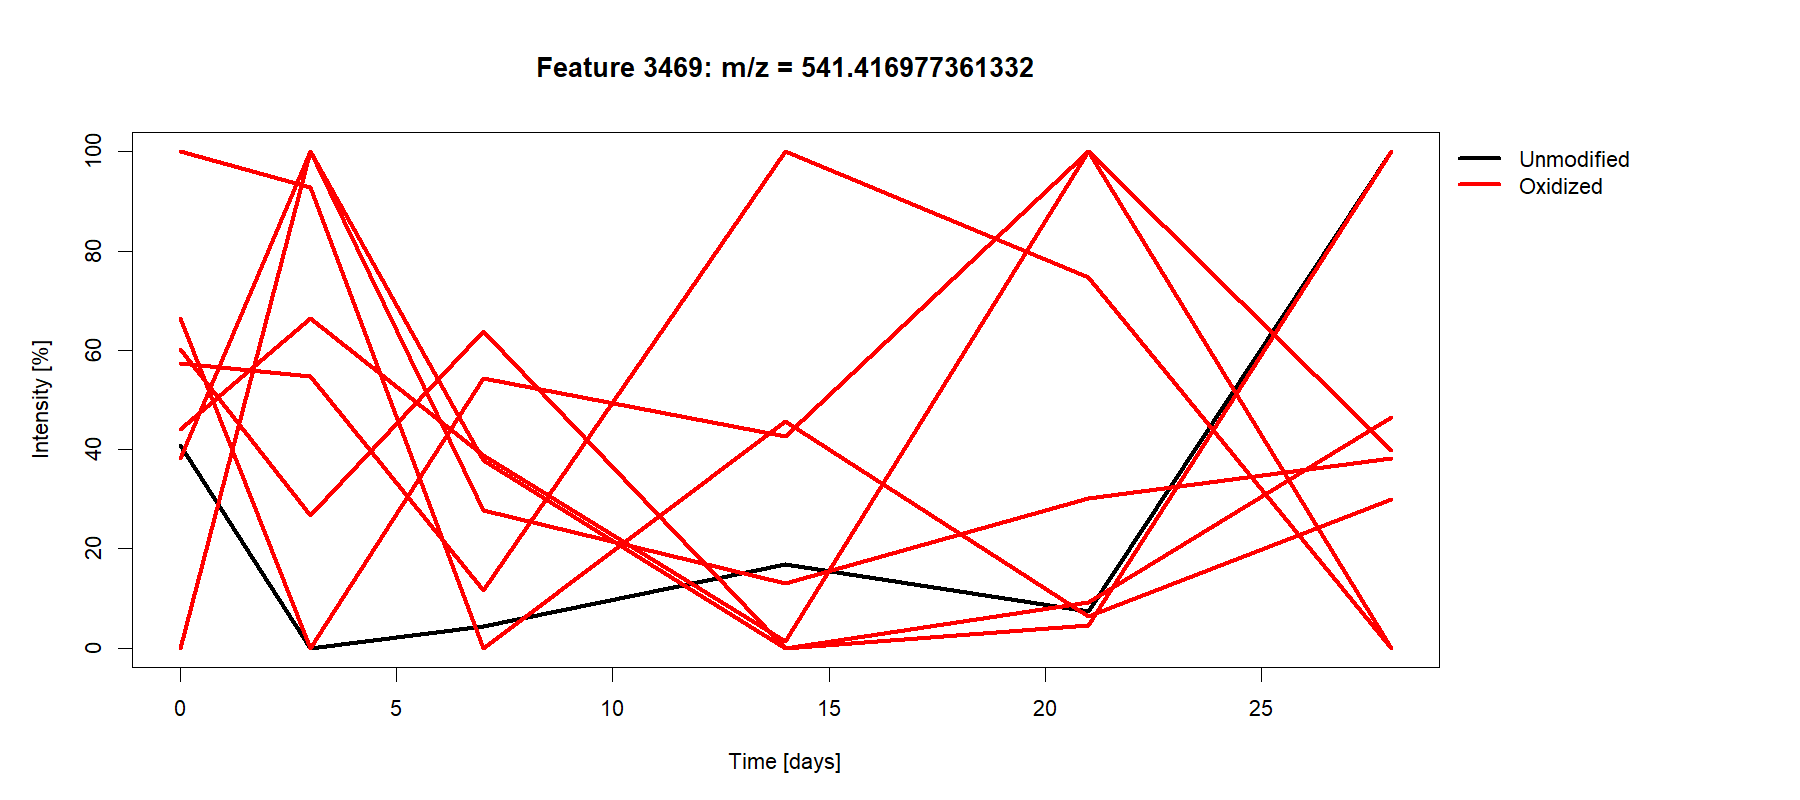 Feature 3469: m/z = 541.416977361332
Unmodified
Oxidized
Intensity [%]
100
80
60
40
20
0
0 5 10 15 20 25
Time [days]